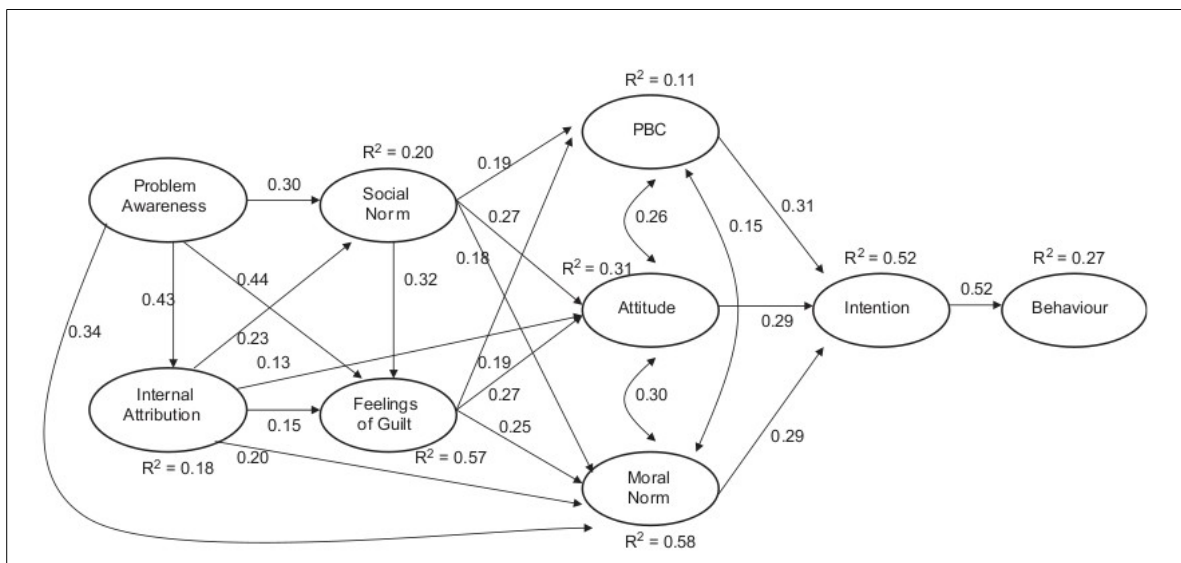 R² = 0.11
PBC
R² = 0.20
Problem
Awareness
0.30
Social
Norm
0.19
0.27
0.26
0.15
0.31
0.18
R² = 0.31
R² = 0.52
R² = 0.27
0.44
0.32
0.43
Attitude
0.29
Intention
0.52
Behaviour
0.34
0.23
0.13
0.19
Internal
Attribution
0.15
Feelings
of Guilt
0.27
0.30
0.25
0.29
R² = 0.18
0.20
R² = 0.57
Moral
Norm
R² = 0.58